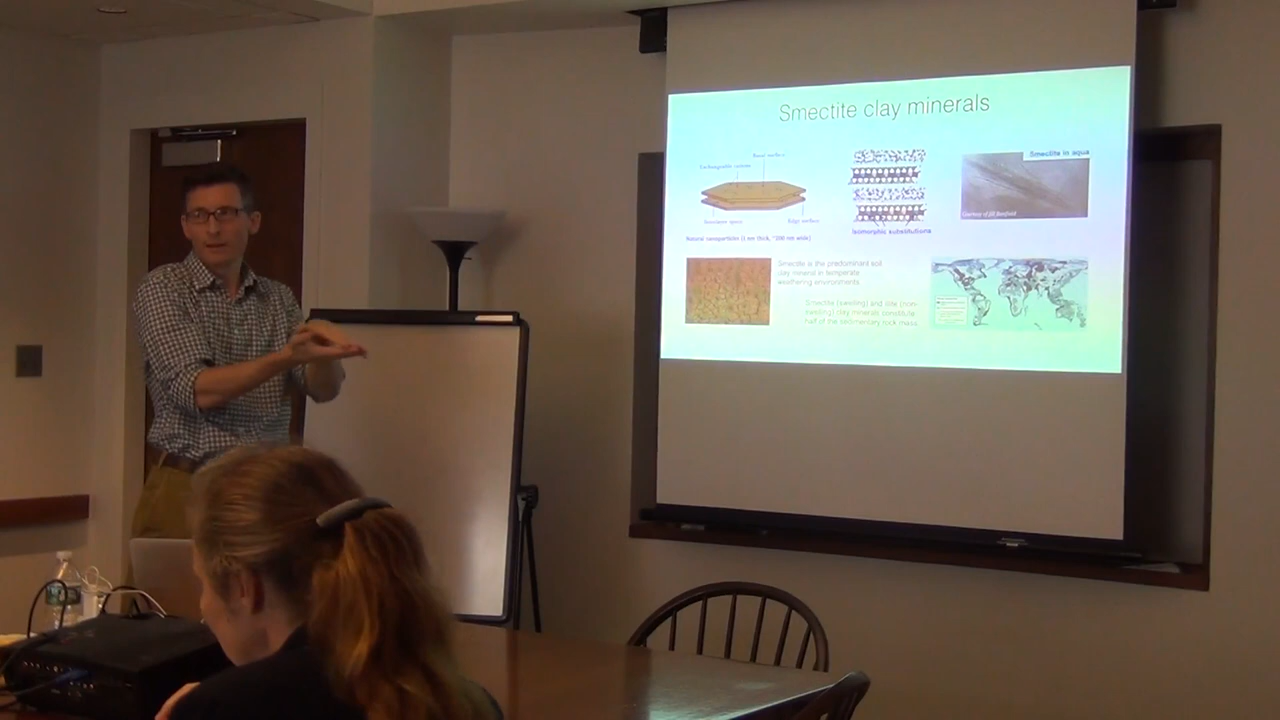 Smectite clay minerals
Basal surface
Exchangeable cations
Interlayer space
Edge surface
Natural nanoparticles (1 nm thick, ~200 nm wide)
Isomorphic substitutions
Smectite in aqua
Courtesy of Jill Banfield
Smectite is the predominant soil
clay mineral in temperate
weathering environments
Smectite (swelling) and illite (non-
swelling) clay minerals constitute
half of the sedimentary rock mass